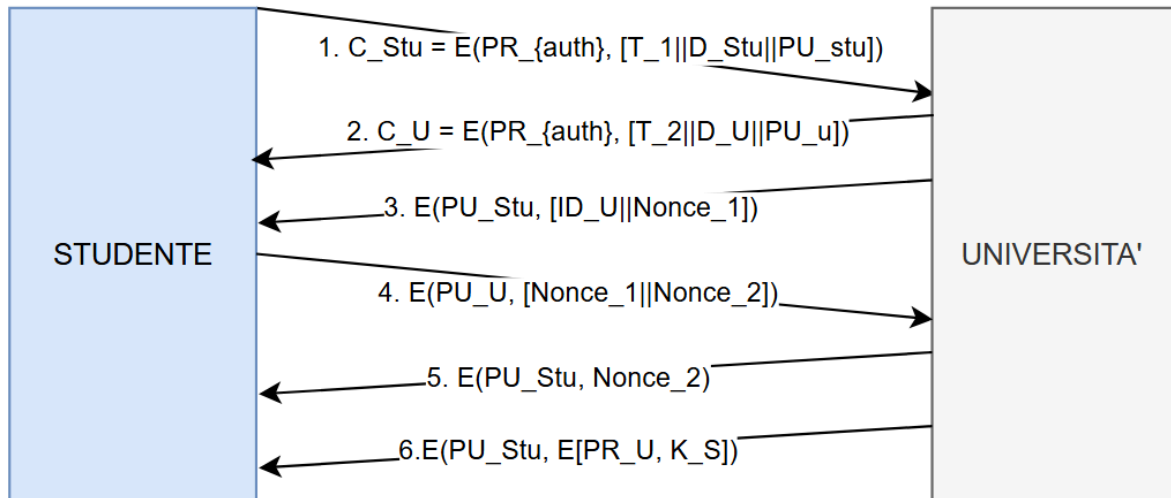 1. C_Stu = E(PR_{auth}, [T_1||D_Stu||PU_stu])
2. C_U = E(PR_{auth}, [T_2||D_U||PU_u])
3. E(PU_Stu, [ID_U||Nonce_1])
STUDENTE
UNIVERSITA'
4. E(PU_U, [Nonce_1||Nonce_2])
5. E(PU_Stu, Nonce_2)
6.E(PU_Stu, E[PR_U, K_S])